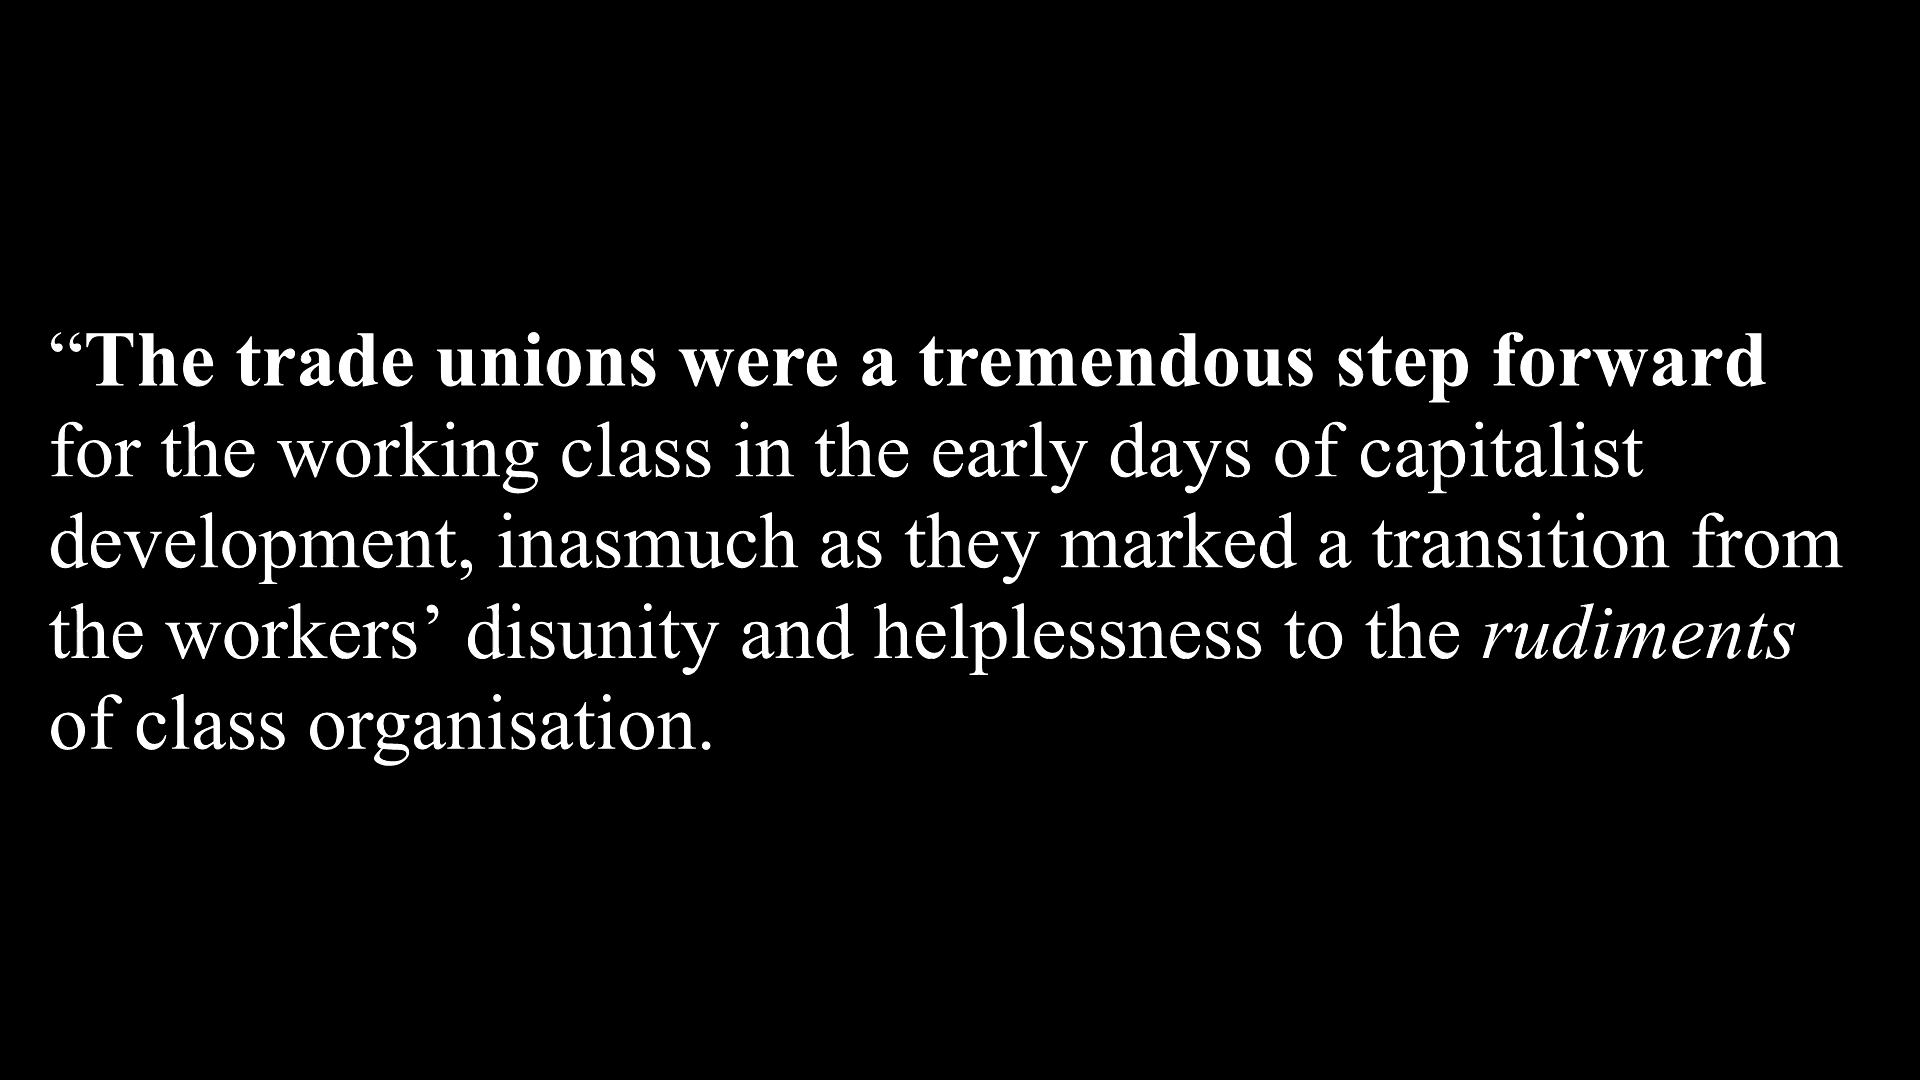 “The trade unions were a tremendous step forward
for the working class in the early days of capitalist
development, inasmuch as they marked a transition from
the workers’ disunity and helplessness to the rudiments
of class organisation.